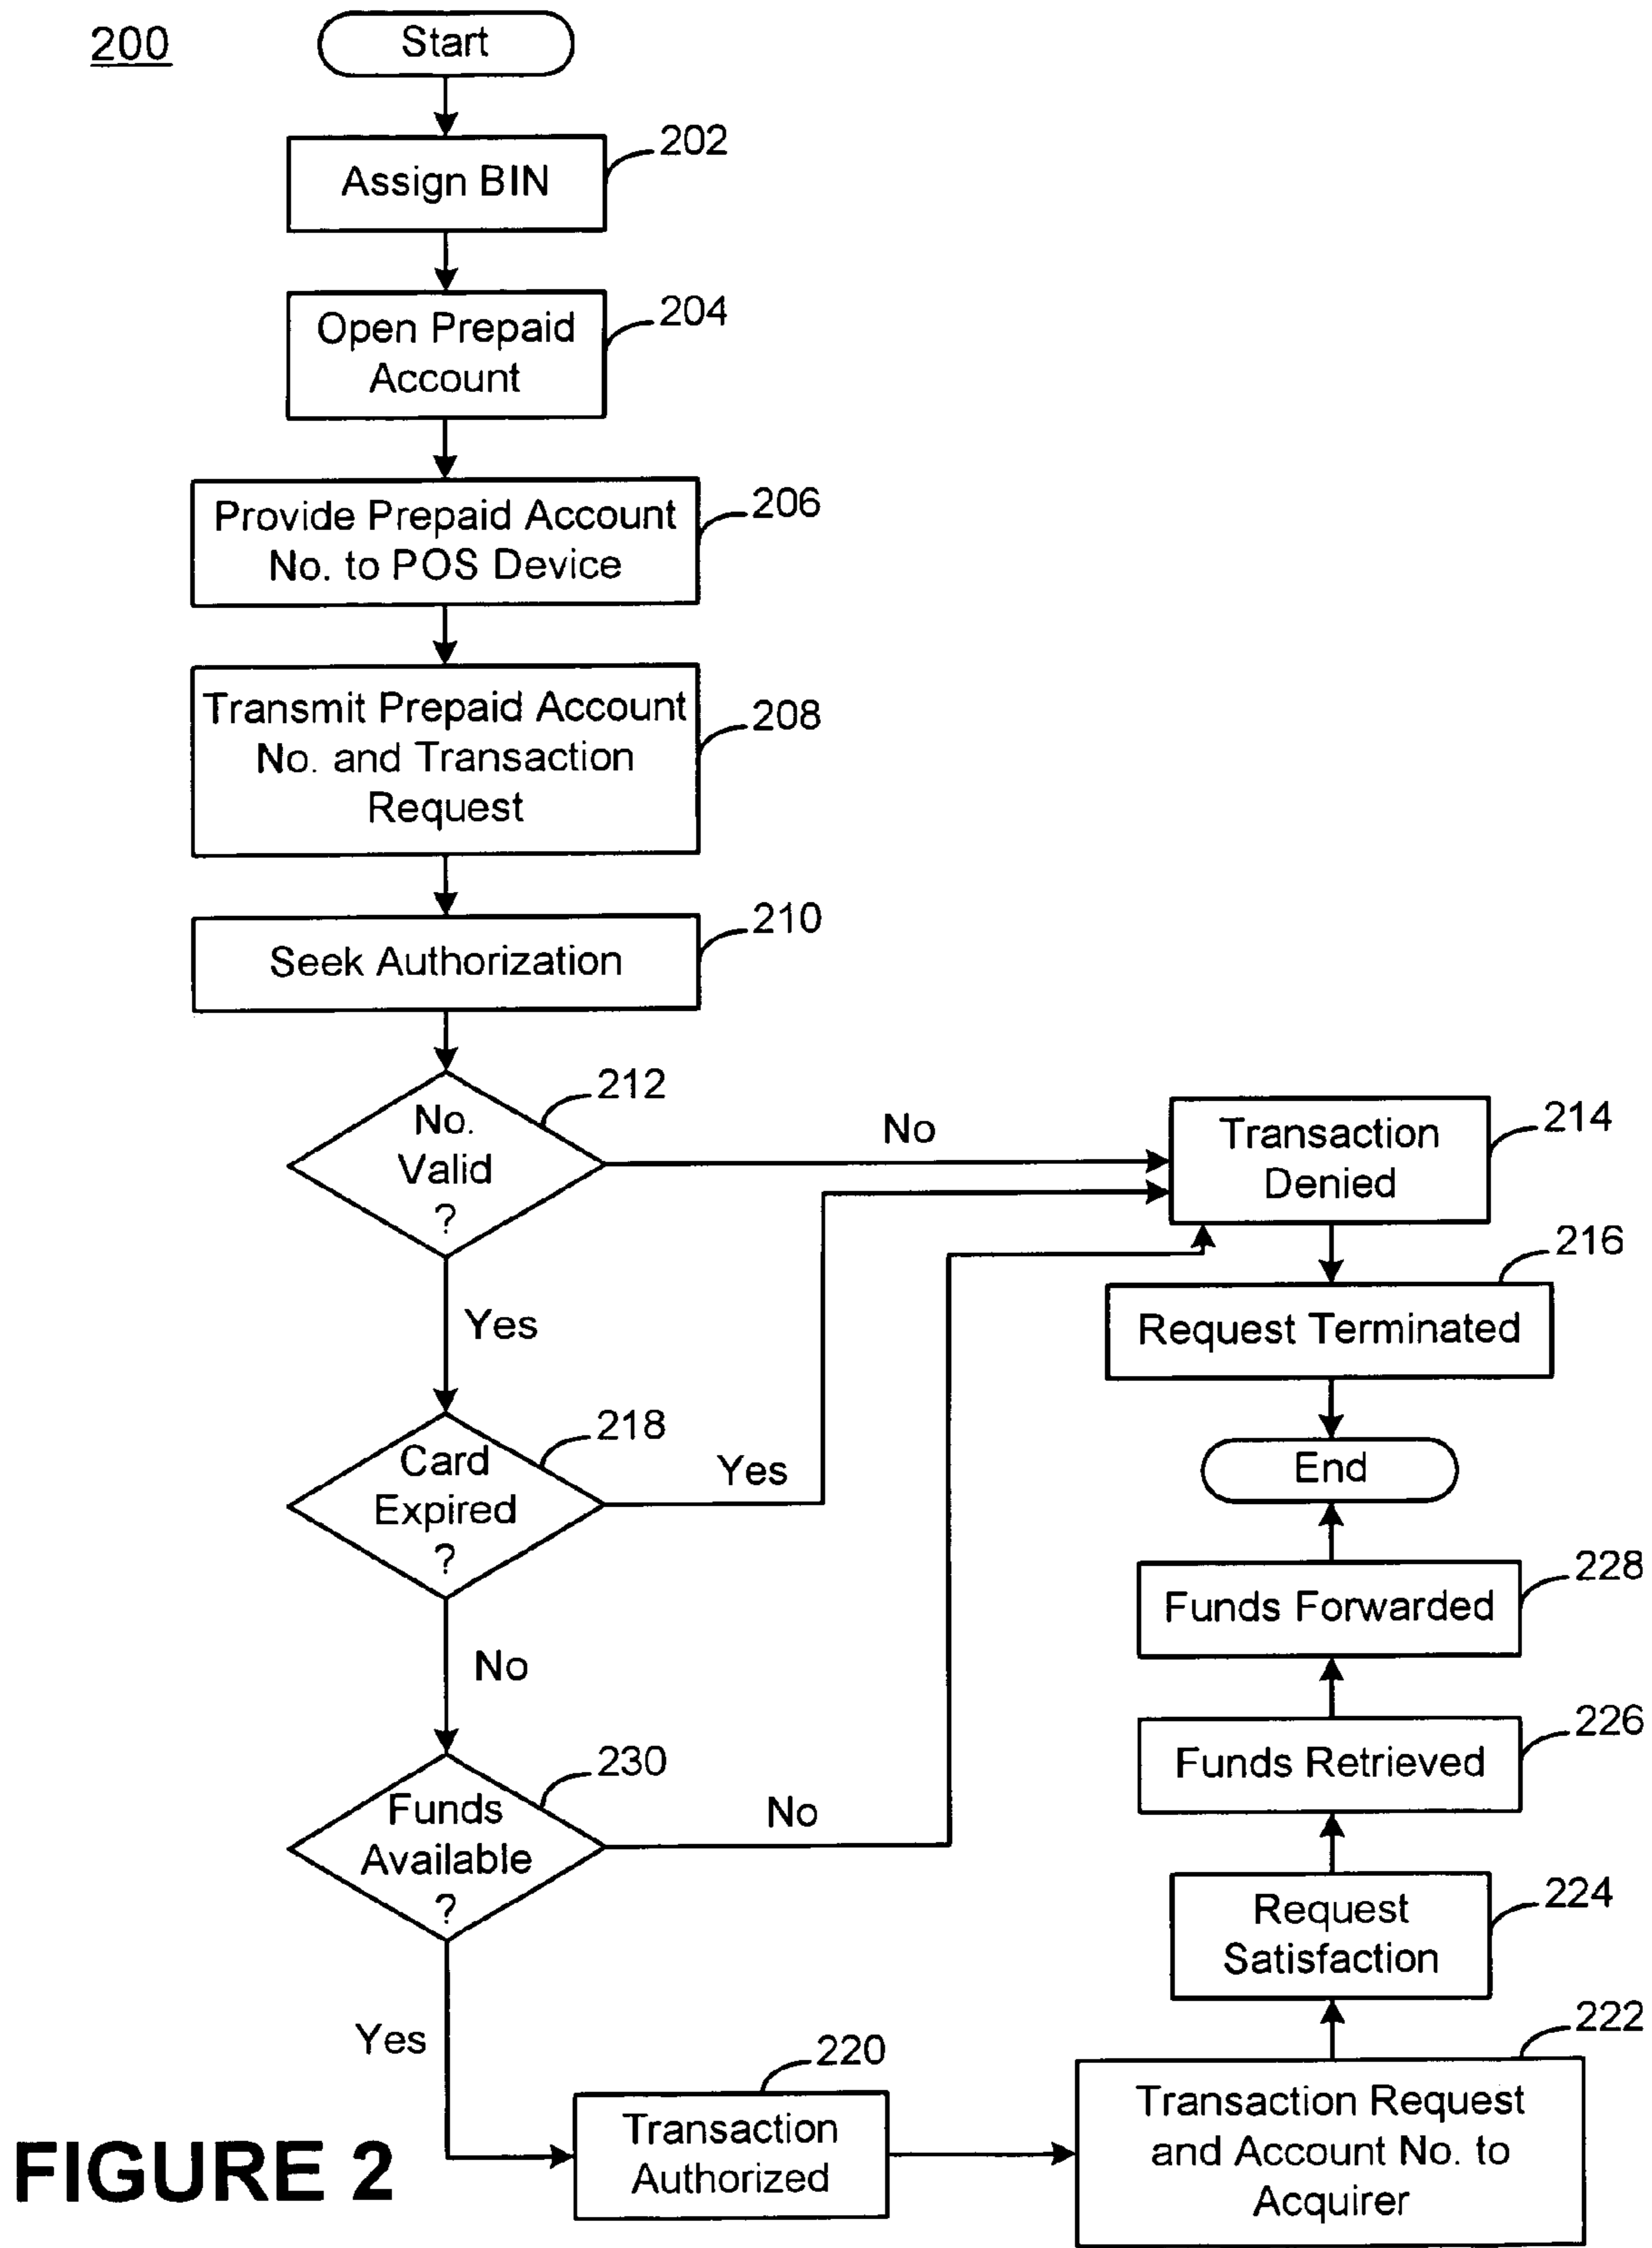 200
Start
202
Assign BIN
204
Open Prepaid
Account
206
Provide Prepaid Account
No. to POS Device
208
Transmit Prepaid Account
No. and Transaction
Request
210
Seek Authorization
212
No.
Valid
?
No
Yes
214
Transaction
Denied
216
Request Terminated
End
218
Card
Expired
?
Yes
No
230
Funds
Available
?
No
Yes
220
Transaction
Authorized
222
Transaction Request
and Account No. to
Acquirer
224
Request
Satisfaction
226
Funds Retrieved
228
Funds Forwarded
FIGURE 2